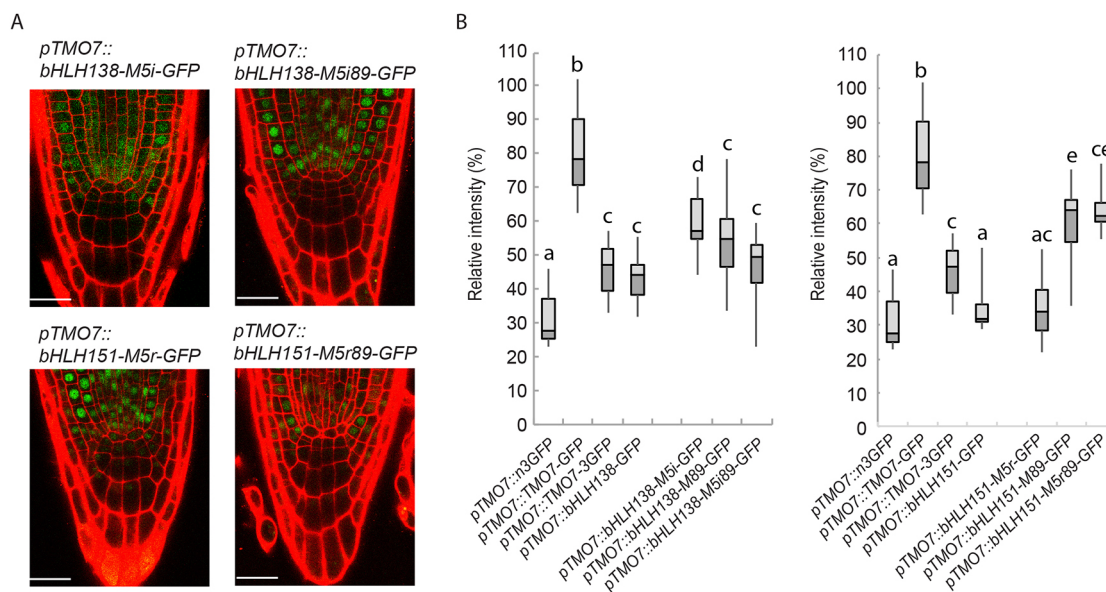 A
pTMO7::
bHLH138-M5i-GFP
pTMO7::
bHLH138-M5i89-GFP
pTMO7::
bHLH151-M5r-GFP
pTMO7::
bHLH151-M5r89-GFP
B
Relative intensity (%)
110
100
90
80
70
60
50
40
30
20
10
0
a
b
c
c
d
c
c
pTMO7::n3GFP
pTMO7::TMO7-GFP
pTMO7::TMO7-3GFP
pTMO7::bHLH138-GFP
pTMO7::bHLH138-M5i-GFP
pTMO7::bHLH138-M89-GFP
pTMO7::bHLH138-M5i89-GFP
Relative intensity (%)
110
100
90
80
70
60
50
40
30
20
10
0
a
b
c
a
ac
e
ce
pTMO7::n3GFP
pTMO7::TMO7-GFP
pTMO7::TMO7-3GFP
pTMO7::bHLH151-GFP
pTMO7::bHLH151-M5r-GFP
pTMO7::bHLH151-M89-GFP
pTMO7::bHLH151-M5r89-GFP